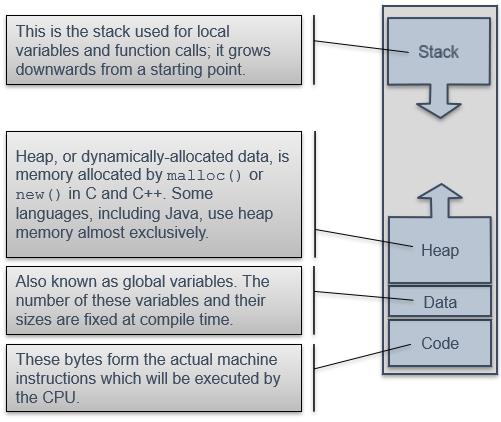 This is the stack used for local
variables and function calls; it grows
downwards from a starting point.
Stack
Heap, or dynamically-allocated data, is
memory allocated by malloc() or
new() in C and C++. Some
languages, including Java, use heap
memory almost exclusively.
Heap
Also known as global variables. The
number of these variables and their
sizes are fixed at compile time.
Data
These bytes form the actual machine
instructions which will be executed by
the CPU.
Code